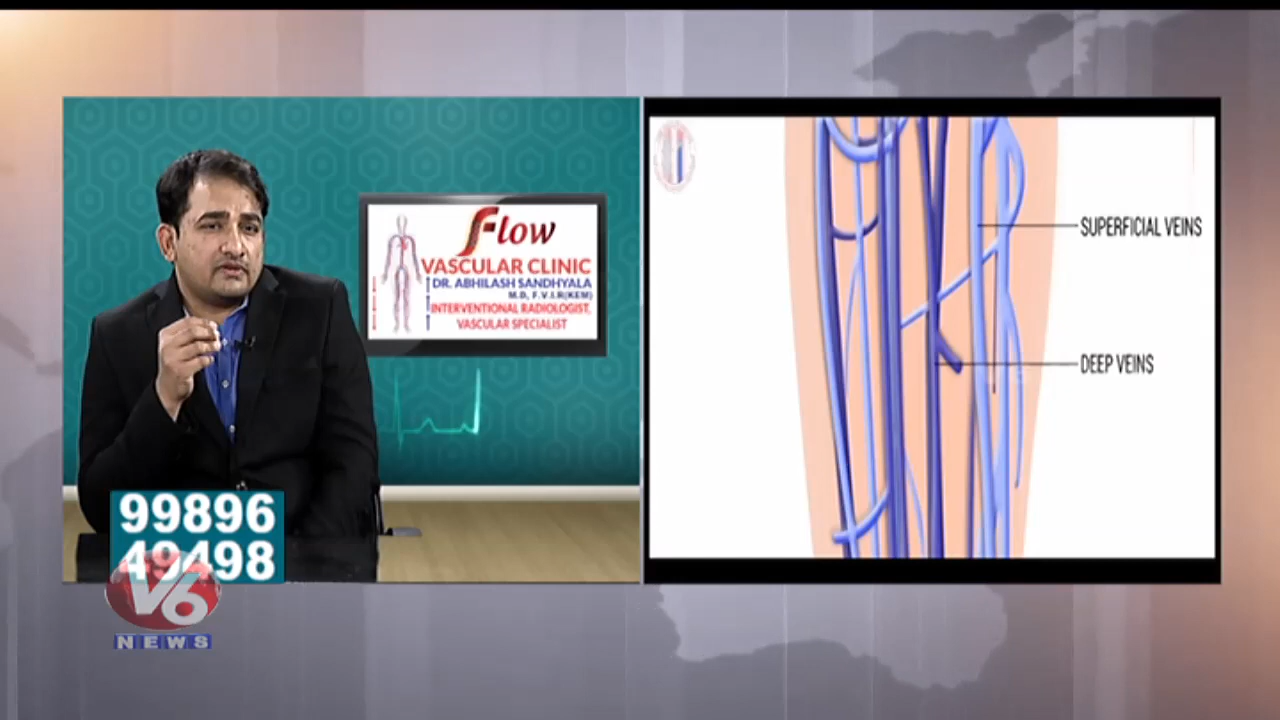 Flow
VASCULAR CLINIC
DR. ABHILASH SANDHYALA
M.D, F.V.I.R(KEM)
INTERVENTIONAL RADIOLOGIST,
VASCULAR SPECIALIST
SUPERFICIAL VEINS
DEEP VEINS
99896
49498
V6
NEWS